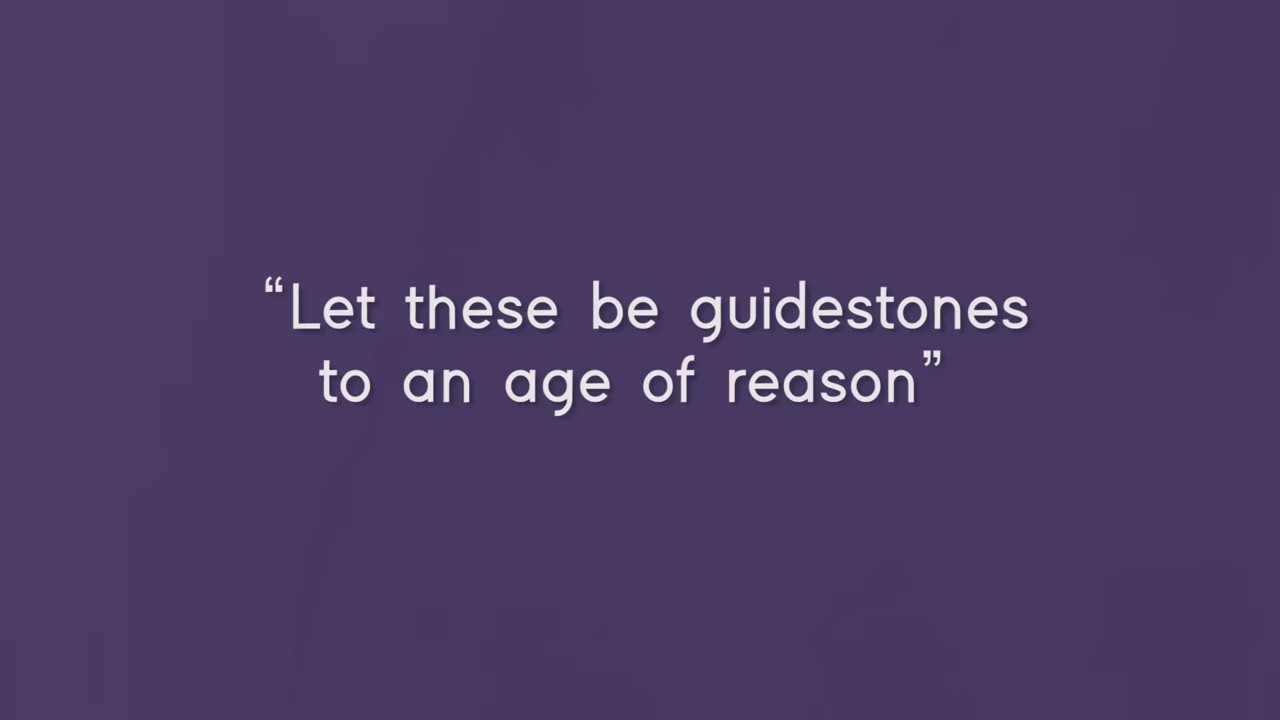 “Let these be guidestones
to an age of reason”